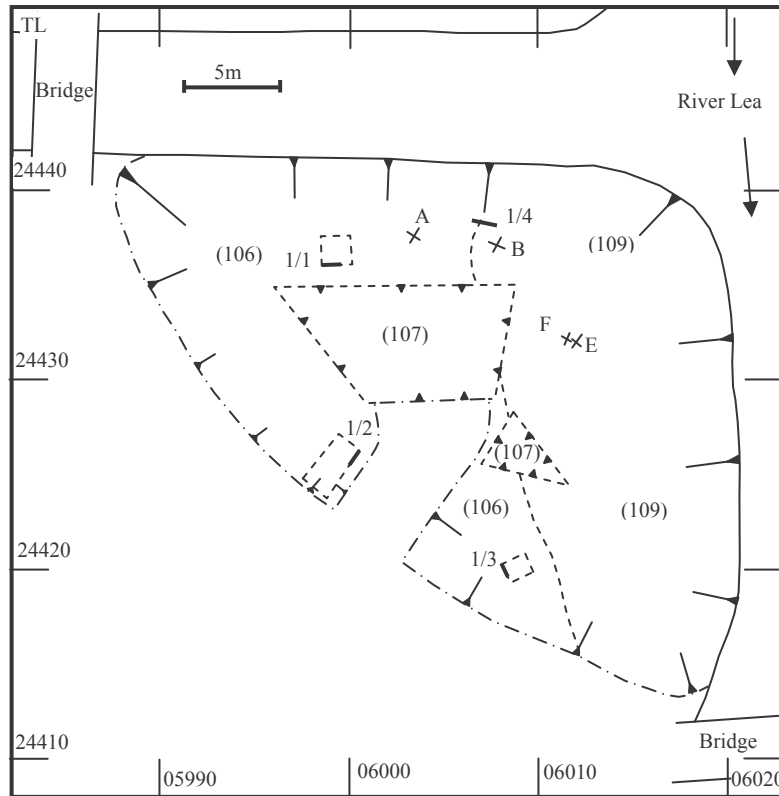 TL
Bridge
5m
River Lea
24440
A
1/4
B
(106)
1/1
(109)
(107)
F
E
24430
1/2
(107)
(106)
(109)
24420
1/3
24410
Bridge
05990
06000
06010
06020